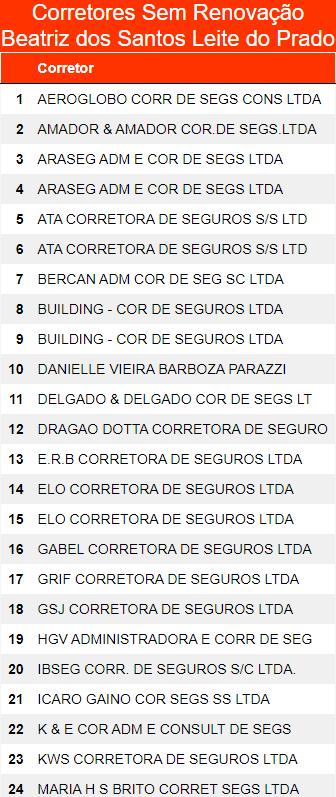 Corretores Sem Renovação
Beatriz dos Santos Leite do Prado
Corretor
1 AEROGLOBO CORR DE SEGS CONS LTDA
2 AMADOR & AMADOR COR.DE SEGS.LTDA
3 ARASEG ADM E COR DE SEGS LTDA
4 ARASEG ADM E COR DE SEGS LTDA
5 ATA CORRETORA DE SEGUROS S/S LTD
6 ATA CORRETORA DE SEGUROS S/S LTD
7 BERCAN ADM COR DE SEG SC LTDA
8 BUILDING - COR DE SEGUROS LTDA
9 BUILDING - COR DE SEGUROS LTDA
10 DANIELLE VIEIRA BARBOZA PARAZZI
11 DELGADO & DELGADO COR DE SEGS LT
12 DRAGAO DOTTA CORRETORA DE SEGURO
13 E.R.B CORRETORA DE SEGUROS LTDA
14 ELO CORRETORA DE SEGUROS LTDA
15 ELO CORRETORA DE SEGUROS LTDA
16 GABEL CORRETORA DE SEGUROS LTDA
17 GRIF CORRETORA DE SEGUROS LTDA
18 GSJ CORRETORA DE SEGUROS LTDA
19 HGV ADMINISTRADORA E CORR DE SEG
20 IBSEG CORR. DE SEGUROS S/C LTDA.
21 ICARO GAINO COR SEGS SS LTDA
22 K & E COR ADM E CONSULT DE SEGS
23 KWS CORRETORA DE SEGUROS LTDA
24 MARIA H S BRITO CORRET SEGS LTDA